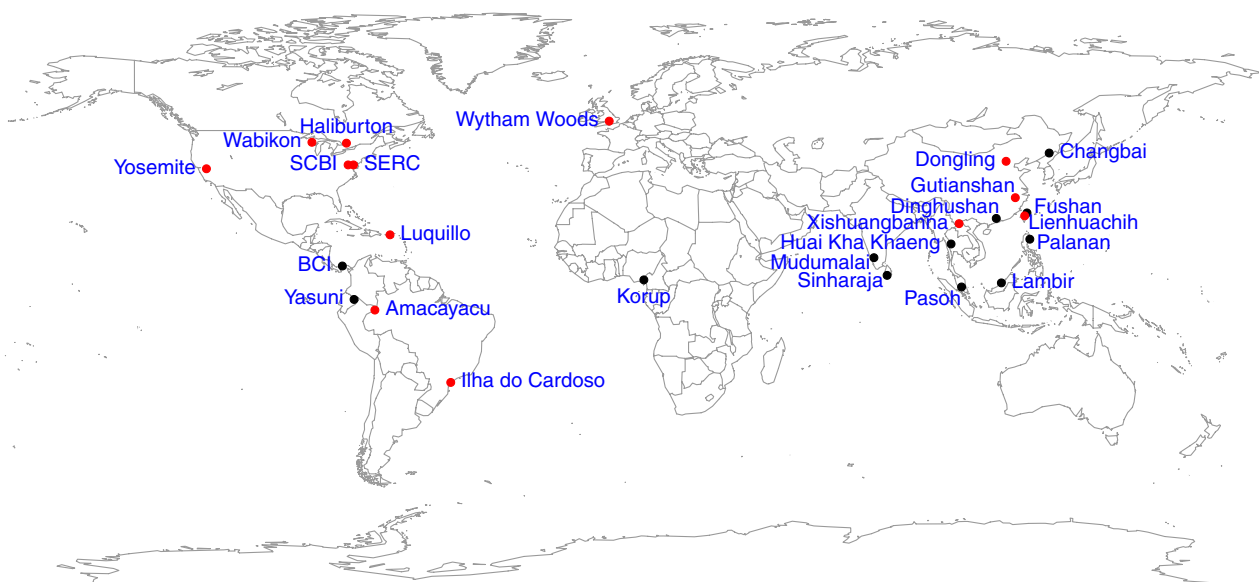 Wytham Woods
Haliburton
Wabikon
SCBI
SERC
Yosemite
Changbai
Dongling
Gutianshan
Dinghushan
Fushan
Xishuangbanna
Lienhuachih
Luquillo
Huai Kha Khaeng
Palanan
BCI
Mudumalai
Sinharaja
Lambir
Yasuni
Korup
Pasoh
Amacayacu
Ilha do Cardoso